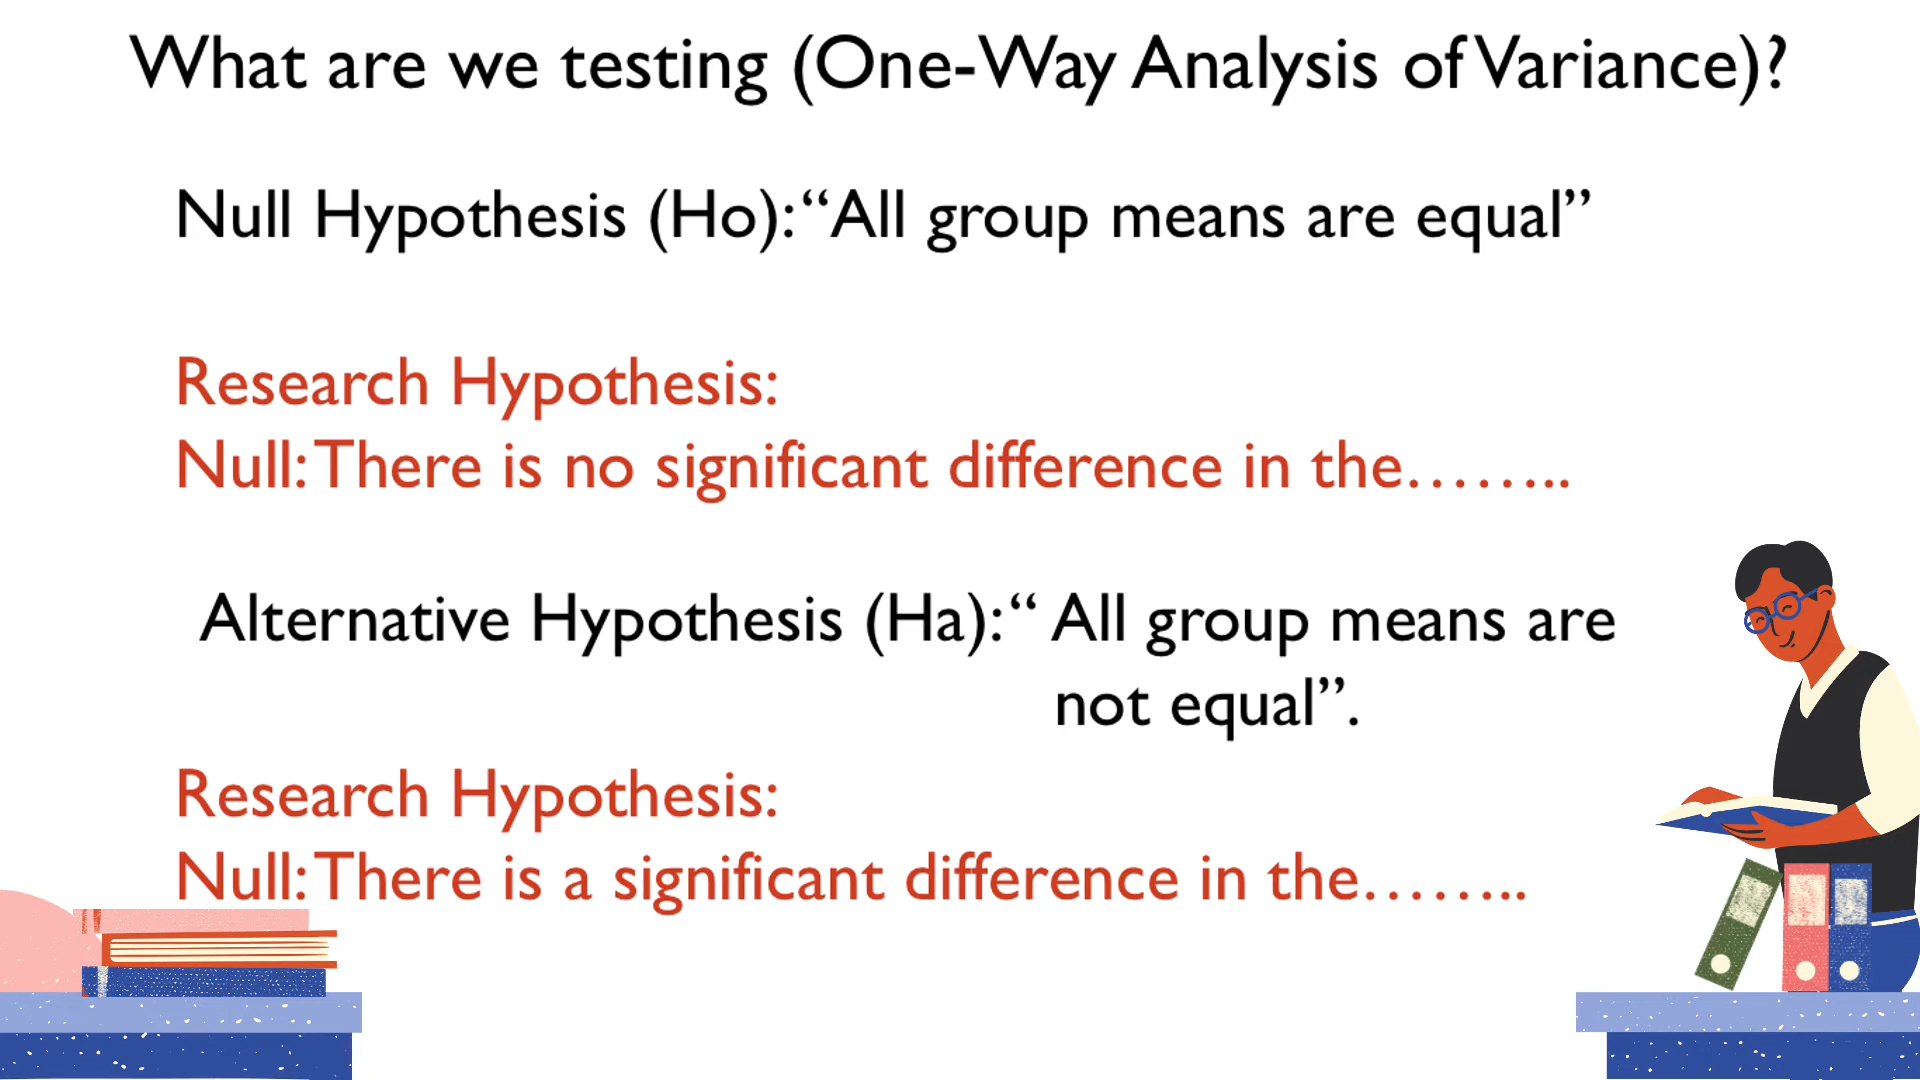 What are we testing (One-Way Analysis of Variance)?
Null Hypothesis (Ho): “All group means are equal”
Research Hypothesis:
Null: There is no significant difference in the……..
Alternative Hypothesis (Ha): “ All group means are
not equal”.
Research Hypothesis:
Null: There is a significant difference in the……..